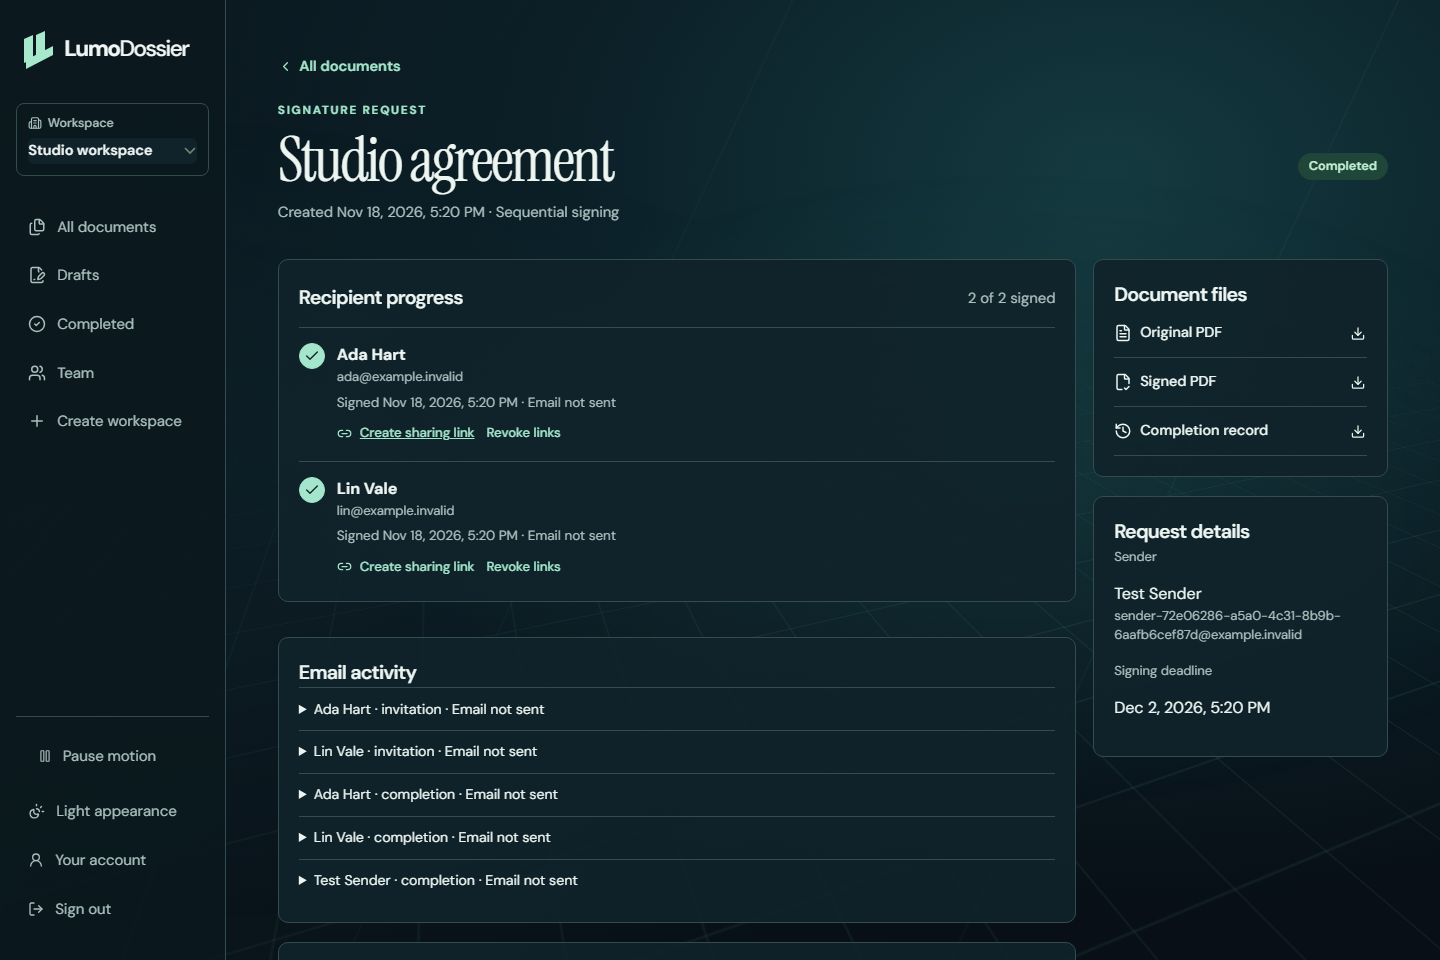 LumoDossier
Workspace
Studio workspace
All documents
Drafts
Completed
Team
Create workspace
Pause motion
Light appearance
Your account
Sign out
All documents
SIGNATURE REQUEST
Studio agreement
Created Nov 18, 2026, 5:20 PM · Sequential signing
Completed
Recipient progress
2 of 2 signed
Ada Hart
ada@example.invalid
Signed Nov 18, 2026, 5:20 PM · Email not sent
Create sharing link Revoke links
Lin Vale
lin@example.invalid
Signed Nov 18, 2026, 5:20 PM · Email not sent
Create sharing link Revoke links
Email activity
Ada Hart · invitation · Email not sent
Lin Vale · invitation · Email not sent
Ada Hart · completion · Email not sent
Lin Vale · completion · Email not sent
Test Sender · completion · Email not sent
Document files
Original PDF
Signed PDF
Completion record
Request details
Sender
Test Sender
sender-72e06286-a5a0-4c31-8b9b-
6aafb6cef87d@example.invalid
Signing deadline
Dec 2, 2026, 5:20 PM